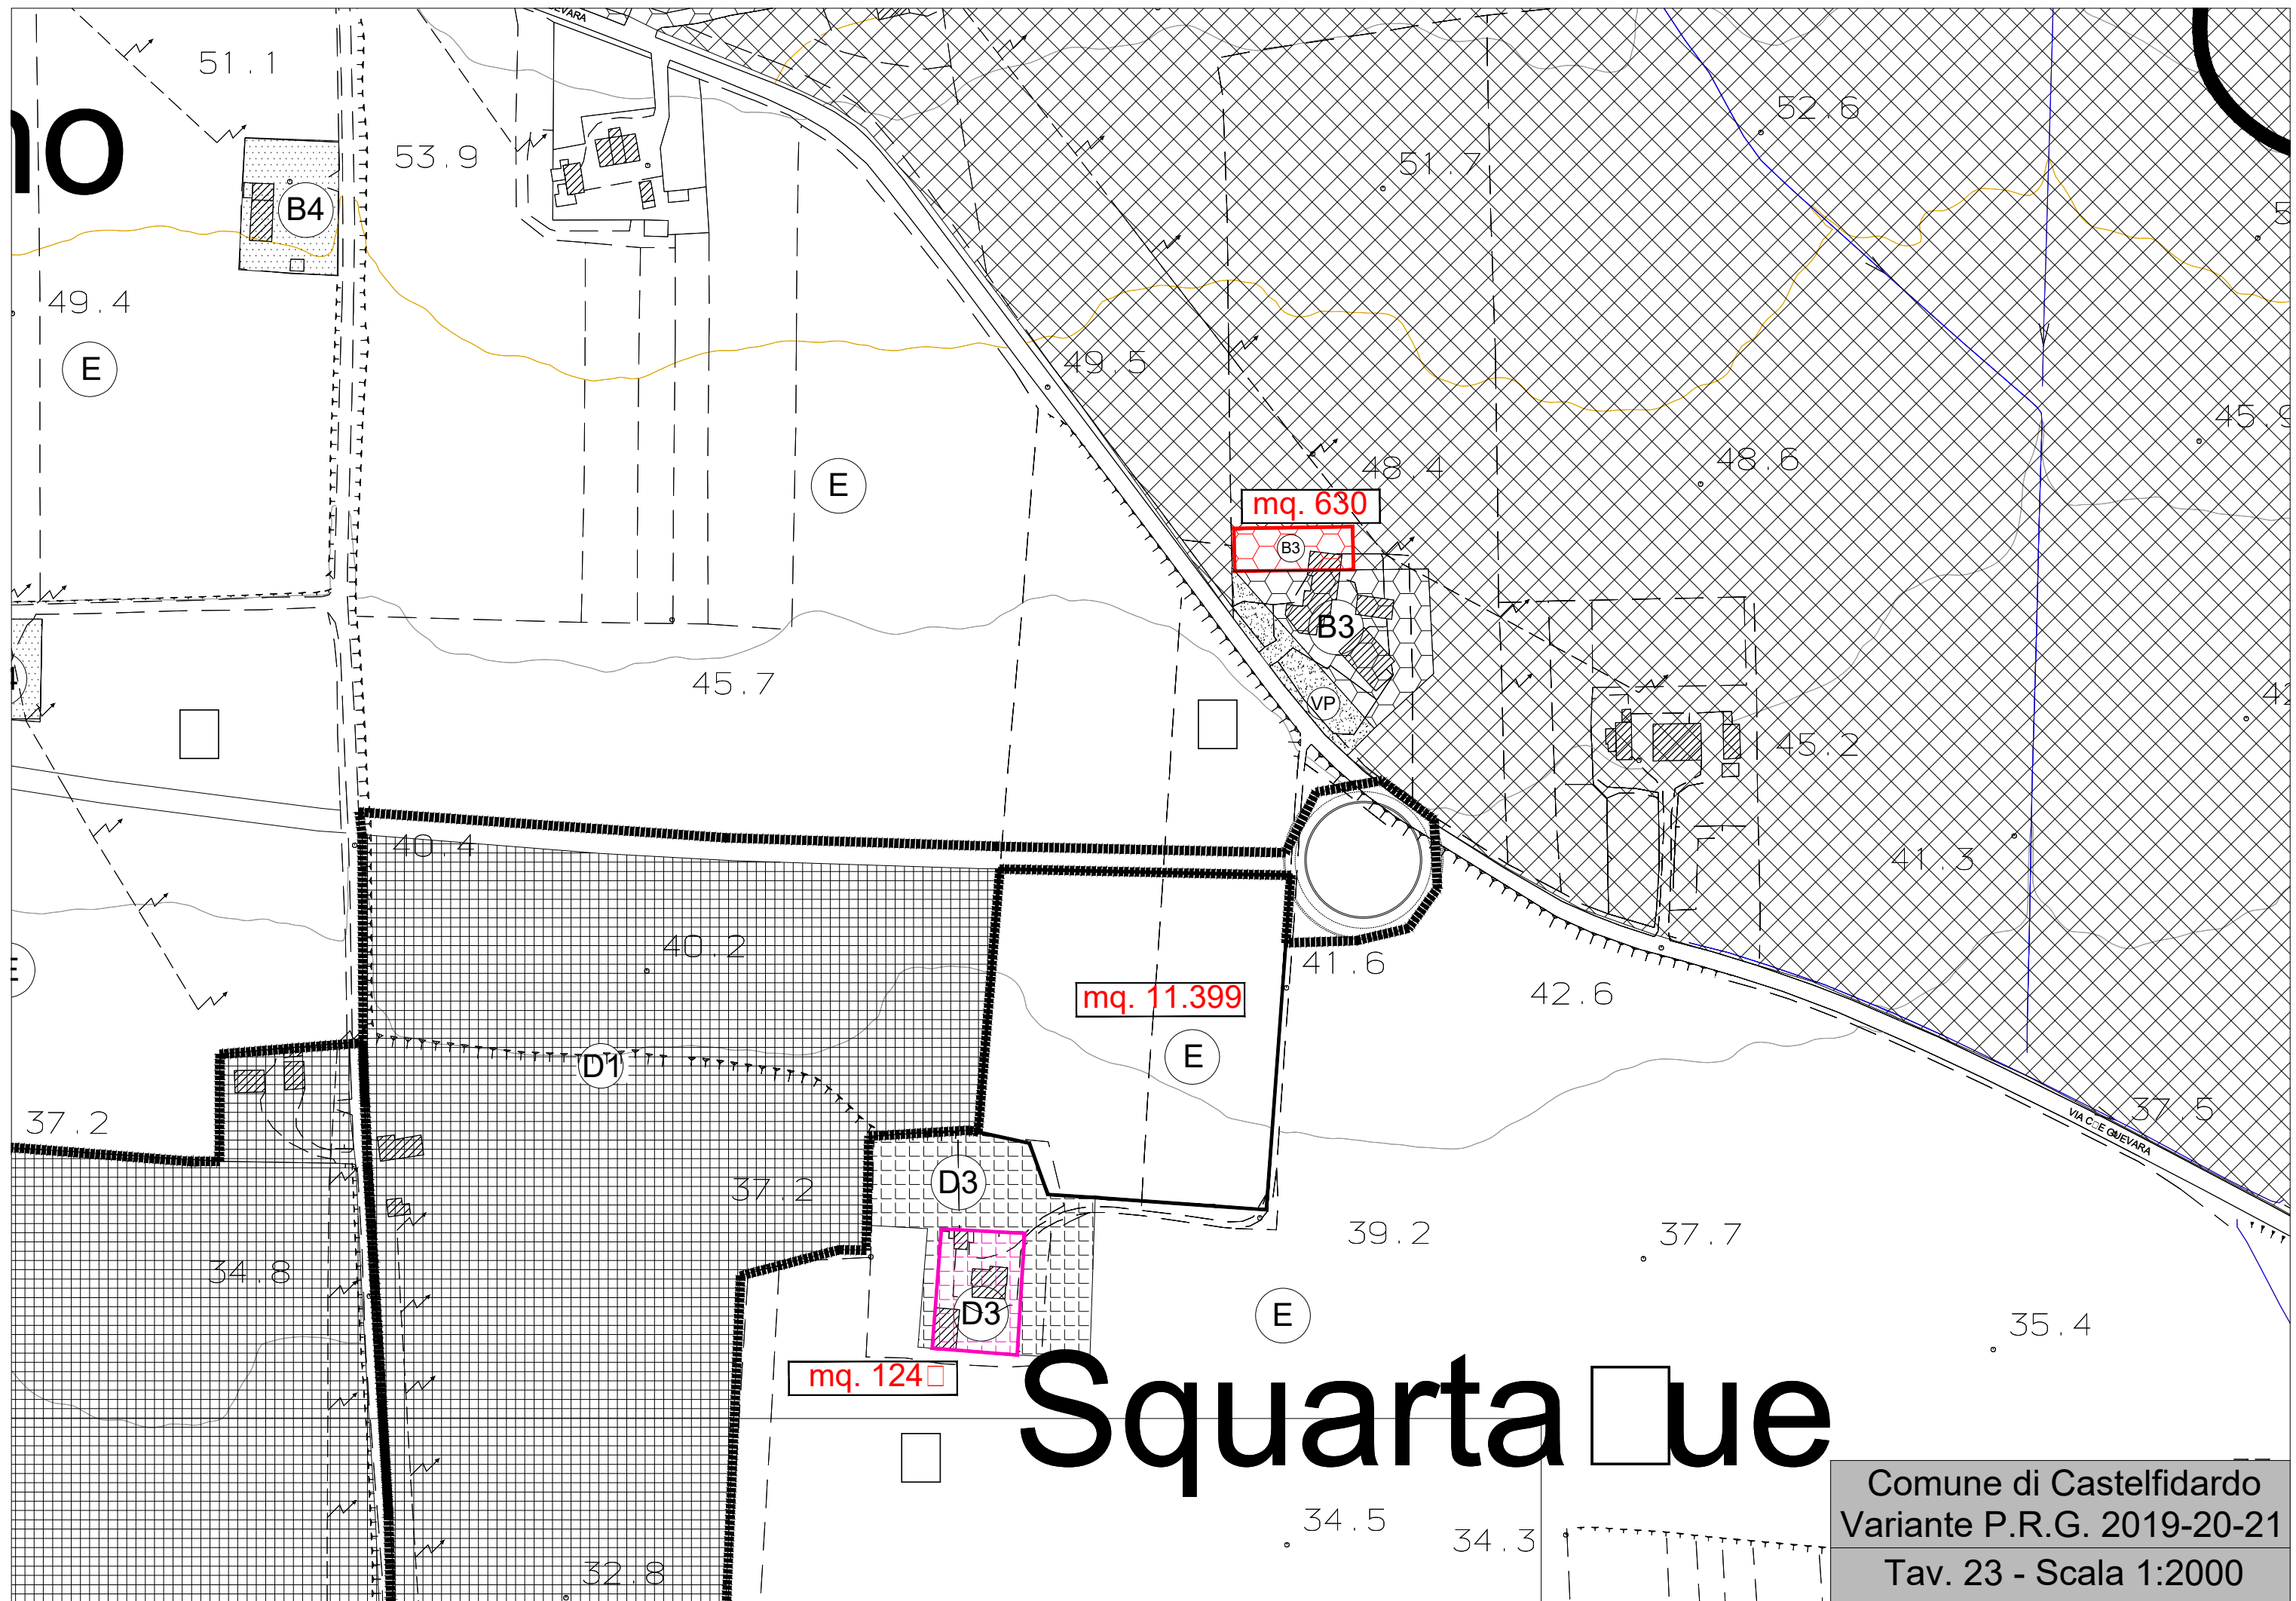 51.1
53.9
52.6
51.7
B4
49.4
49.5
E
E
48.4
48.6
mq. 630
B3
B3
VP
45.7
45.2
40.4
41.3
40.2
41.6
42.6
mq. 11.399
E
D1
37.2
37.5
VIA C□E GUEVARA
D3
37.2
39.2
37.7
34.8
D3
E
35.4
mq. 124□
Squarta□ue
34.5
34.3
32.8
Comune di Castelfidardo
Variante P.R.G. 2019-20-21
Tav. 23 - Scala 1:2000